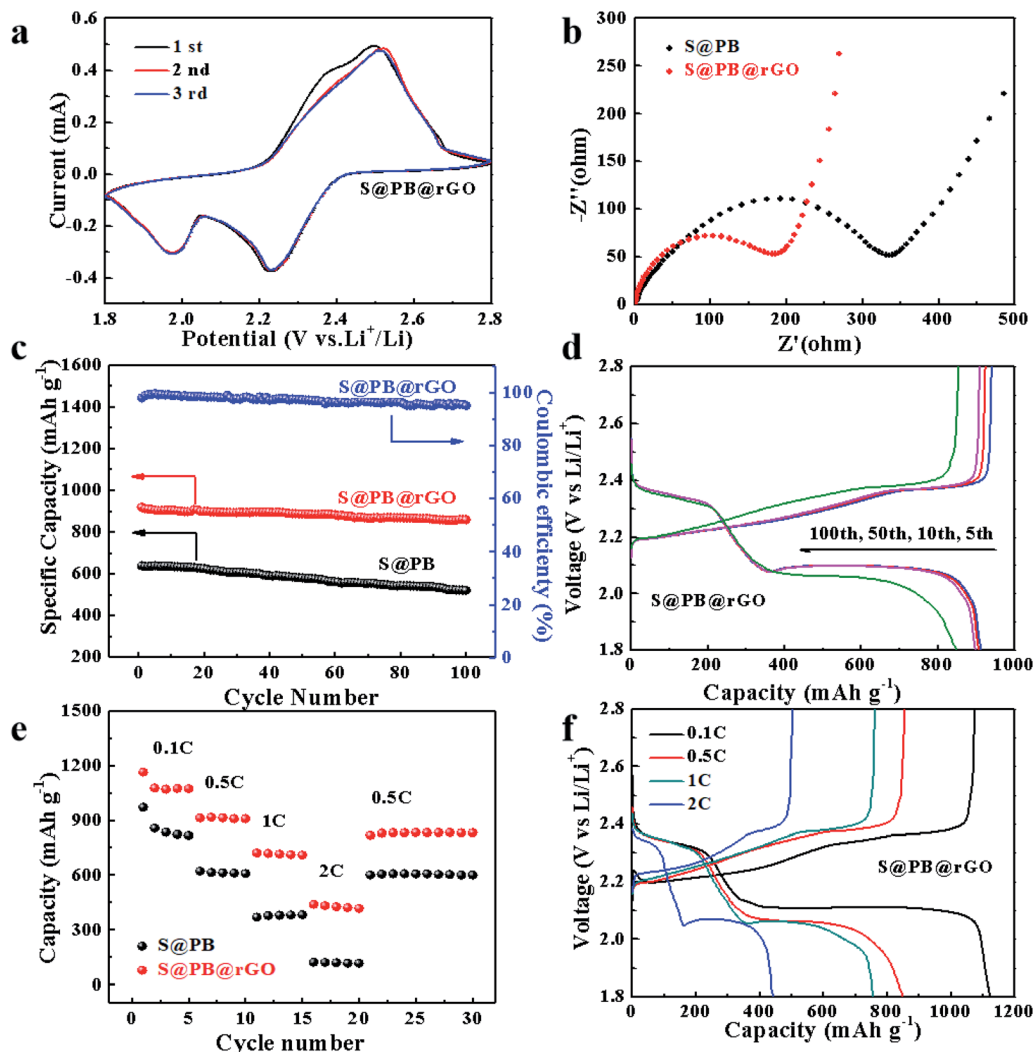 a
1 st
2 nd
3 rd
S@PB@rGO
Current (mA)
0.6
0.4
0.2
0.0
-0.2
-0.4
1.8 2.0 2.2 2.4 2.6 2.8
Potential (V vs.Li⁺/Li)
b
S@PB
S@PB@rGO
-Z''(ohm)
300
250
200
150
100
50
0
0 100 200 300 400 500
Z'(ohm)
c
S@PB@rGO
S@PB@rGO
S@PB
Specific Capacity (mAh g⁻¹)
1600
1400
1200
1000
800
600
400
200
Coulombic efficienty (%)
100
80
60
40
20
0
0 20 40 60 80 100
Cycle Number
d
100th, 50th, 10th, 5th
S@PB@rGO
Voltage (V vs Li/Li⁺)
2.8
2.6
2.4
2.2
2.0
1.8
0 200 400 600 800 1000
Capacity (mAh g⁻¹)
e
0.1C
0.5C
1C
2C
0.5C
S@PB
S@PB@rGO
Capacity (mAh g⁻¹)
1500
1200
900
600
300
0
0 5 10 15 20 25 30
Cycle number
f
0.1C
0.5C
1C
2C
S@PB@rGO
Voltage (V vs Li/Li⁺)
2.8
2.6
2.4
2.2
2.0
1.8
0 200 400 600 800 1000 1200
Capacity (mAh g⁻¹)